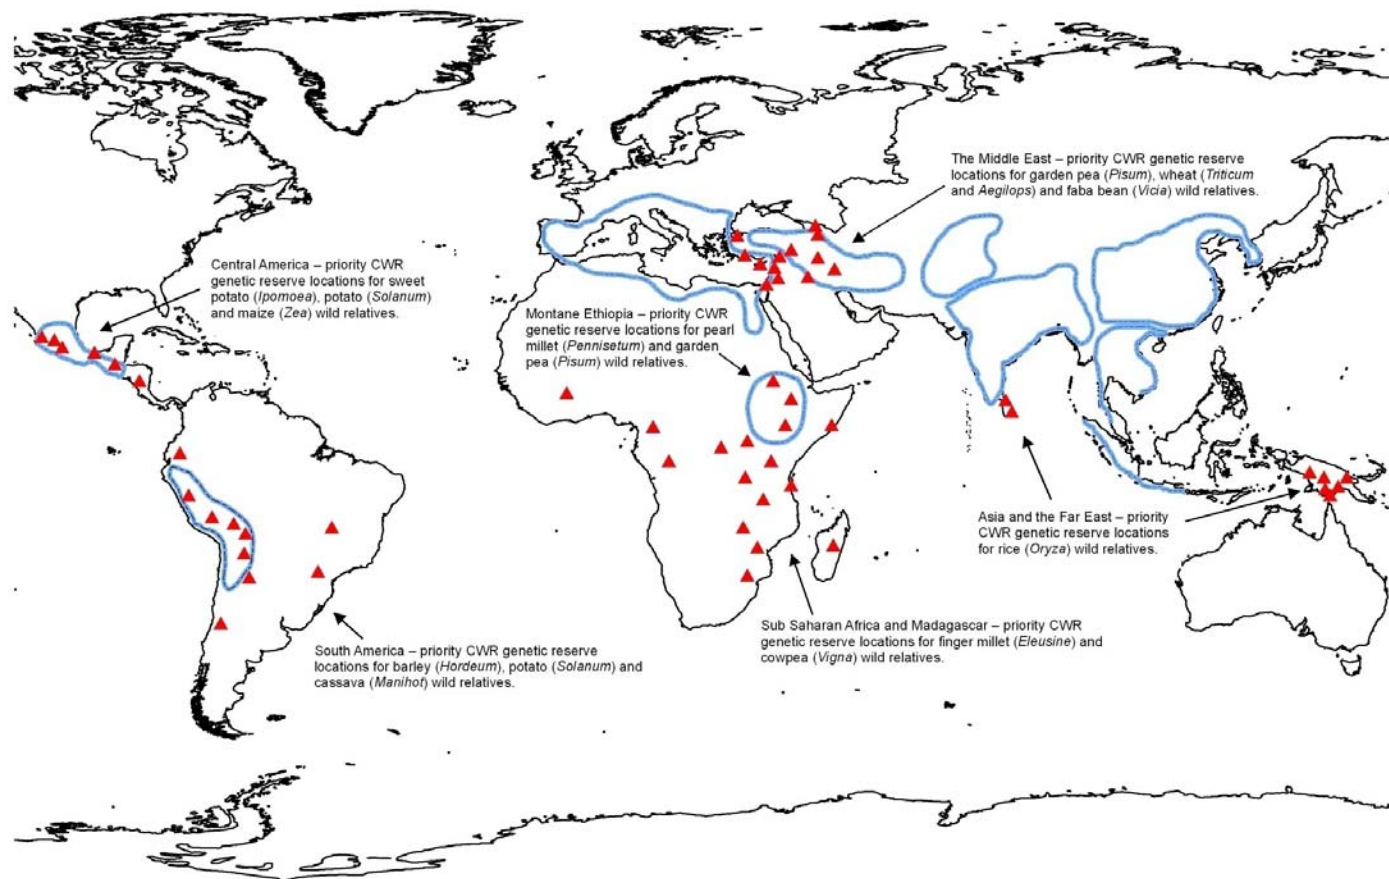 The Middle East – priority CWR genetic reserve
locations for garden pea (Pisum), wheat (Triticum
and Aegilops) and faba bean (Vicia) wild relatives.
Central America – priority CWR
genetic reserve locations for sweet
potato (Ipomoea), potato (Solanum)
and maize (Zea) wild relatives.
Montane Ethiopia – priority CWR
genetic reserve locations for pearl
millet (Pennisetum) and garden
pea (Pisum) wild relatives.
Asia and the Far East – priority
CWR genetic reserve locations
for rice (Oryza) wild relatives.
Sub Saharan Africa and Madagascar – priority CWR
genetic reserve locations for finger millet (Eleusine) and
cowpea (Vigna) wild relatives.
South America – priority CWR genetic reserve
locations for barley (Hordeum), potato (Solanum) and
cassava (Manihot) wild relatives.